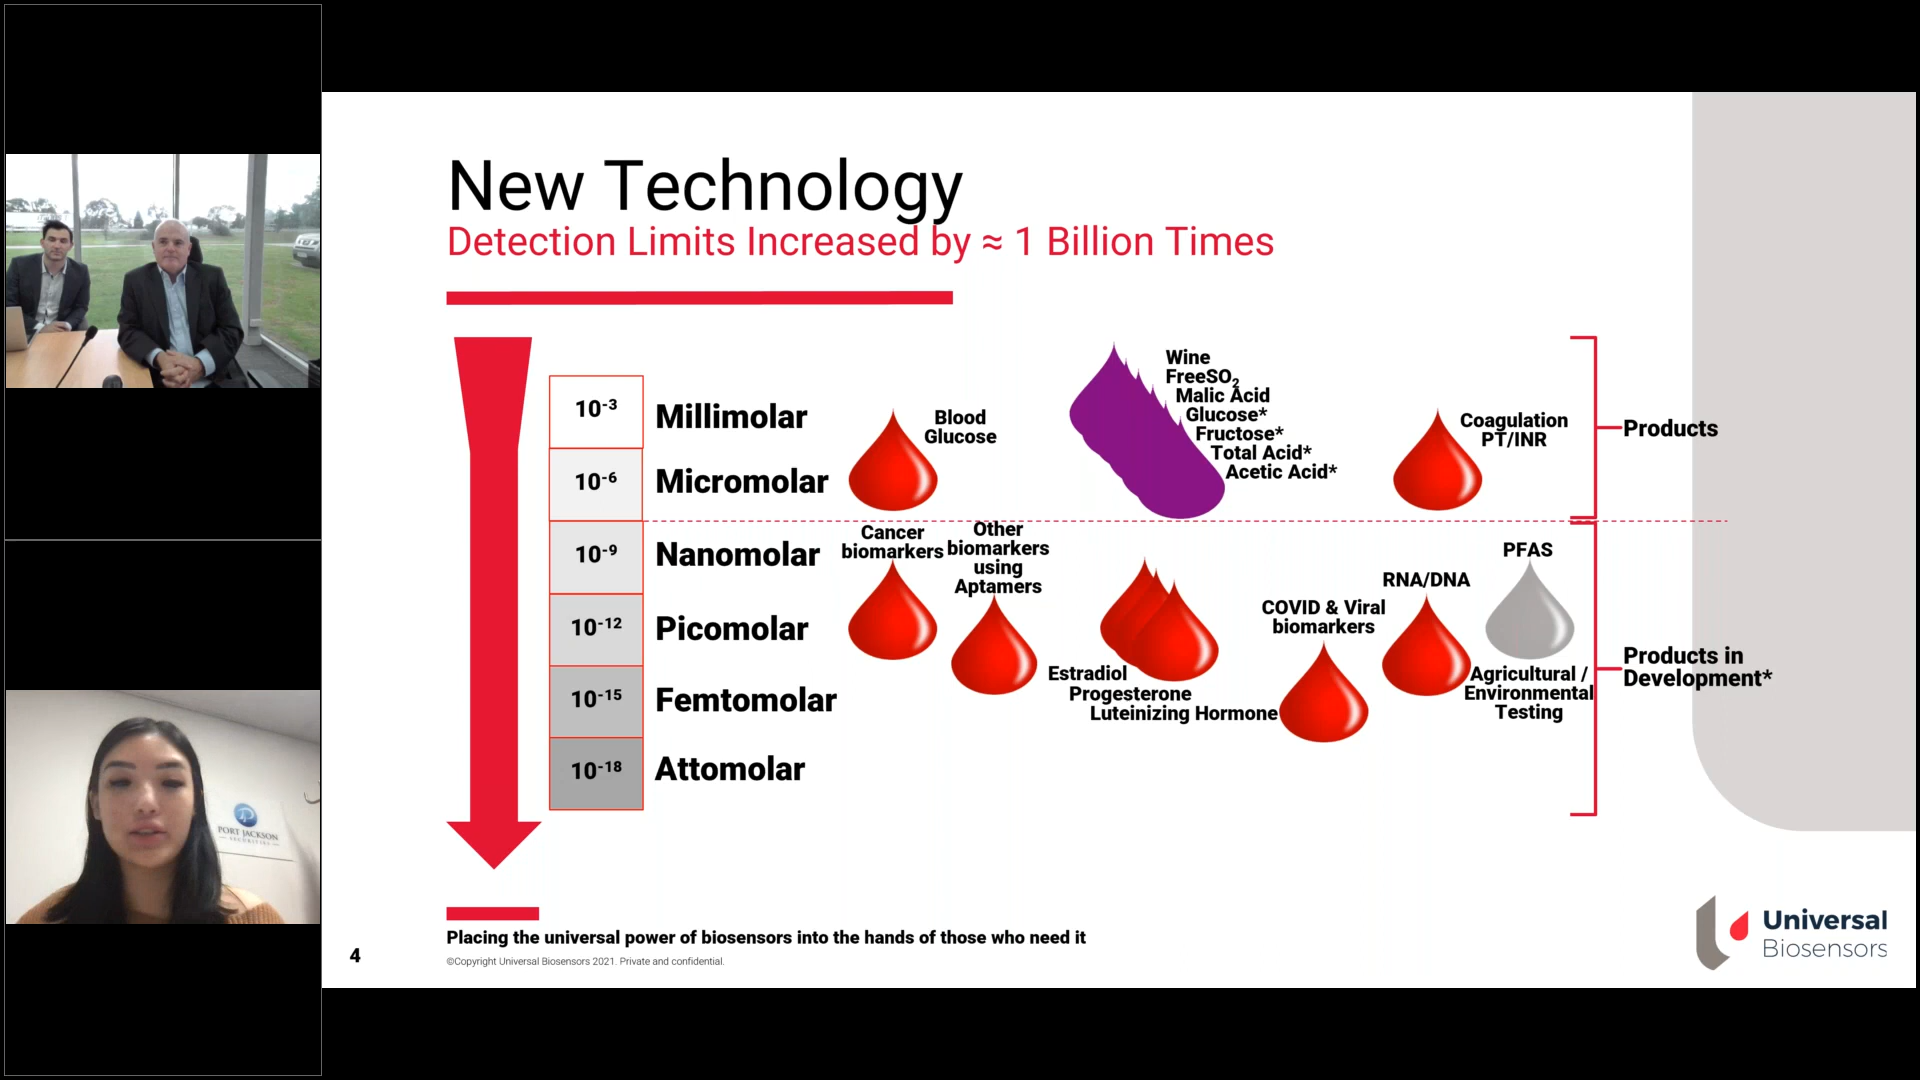 New Technology
Detection Limits Increased by ≈ 1 Billion Times
10⁻³
Millimolar
10⁻⁶
Micromolar
10⁻⁹
Nanomolar
10⁻¹²
Picomolar
10⁻¹⁵
Femtomolar
10⁻¹⁸
Attomolar
Blood
Glucose
Wine
FreeSO₂
Malic Acid
Glucose*
Fructose*
Total Acid*
Acetic Acid*
Coagulation
PT/INR
Products
Cancer
biomarkers
Other
biomarkers
using
Aptamers
Estradiol
Progesterone
Luteinizing Hormone
COVID & Viral
biomarkers
RNA/DNA
PFAS
Agricultural /
Environmental
Testing
Products in
Development*
Placing the universal power of biosensors into the hands of those who need it
©Copyright Universal Biosensors 2021. Private and confidential.
4
Universal
Biosensors
PORT JACKSON
SECURITIES